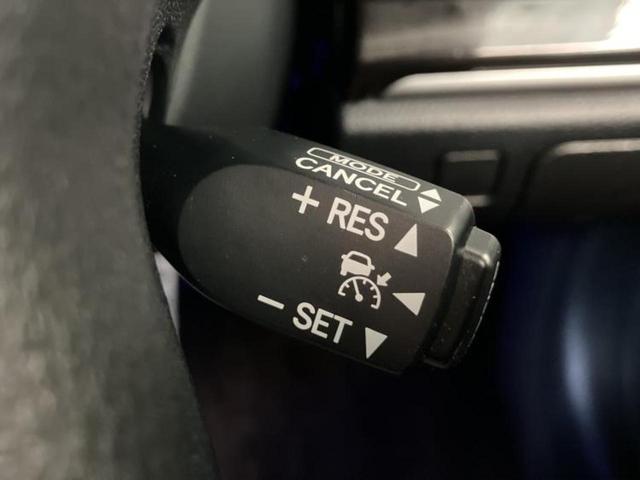 MODE
CANCEL
+ RES
- SET